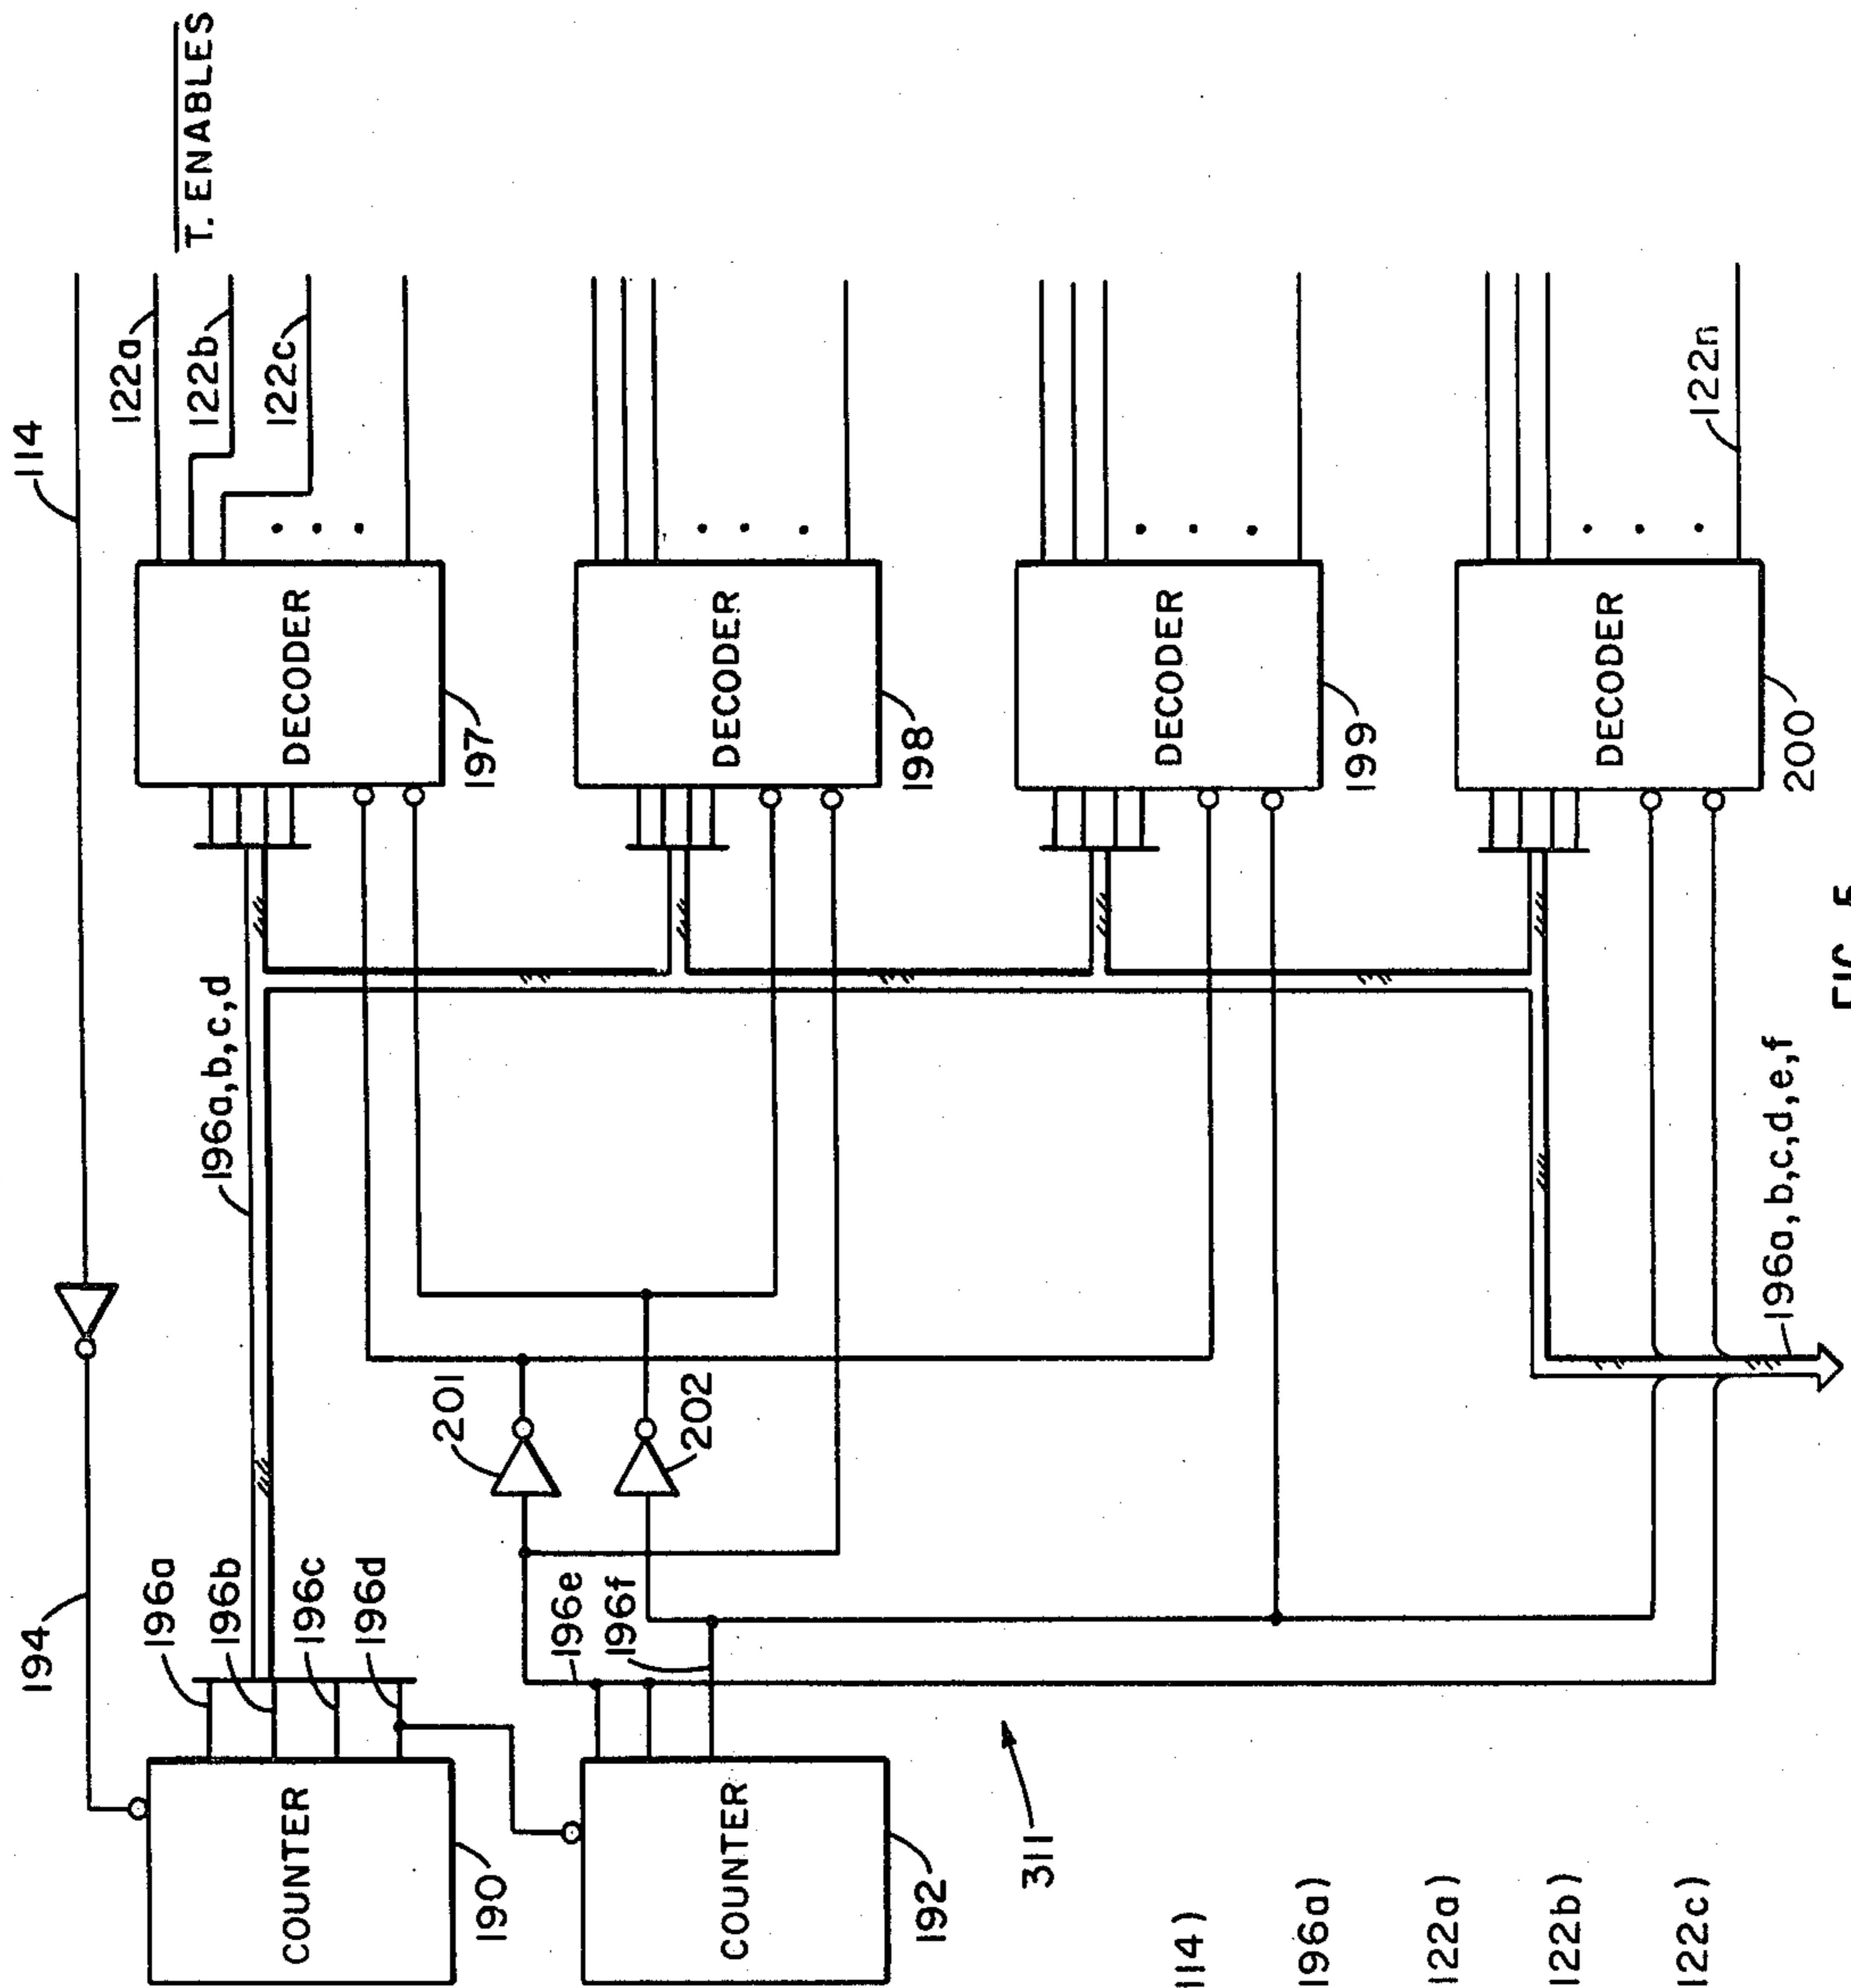 T. ENABLES
114
122a
122b
122c
194
196a
196b
196c
196d
196a,b,c,d
COUNTER
190
DECODER
197
201
202
196e
196f
COUNTER
192
DECODER
198
311
DECODER
199
DECODER
200
122n
196a,b,c,d,e,f
114)
196a)
122a)
122b)
122c)